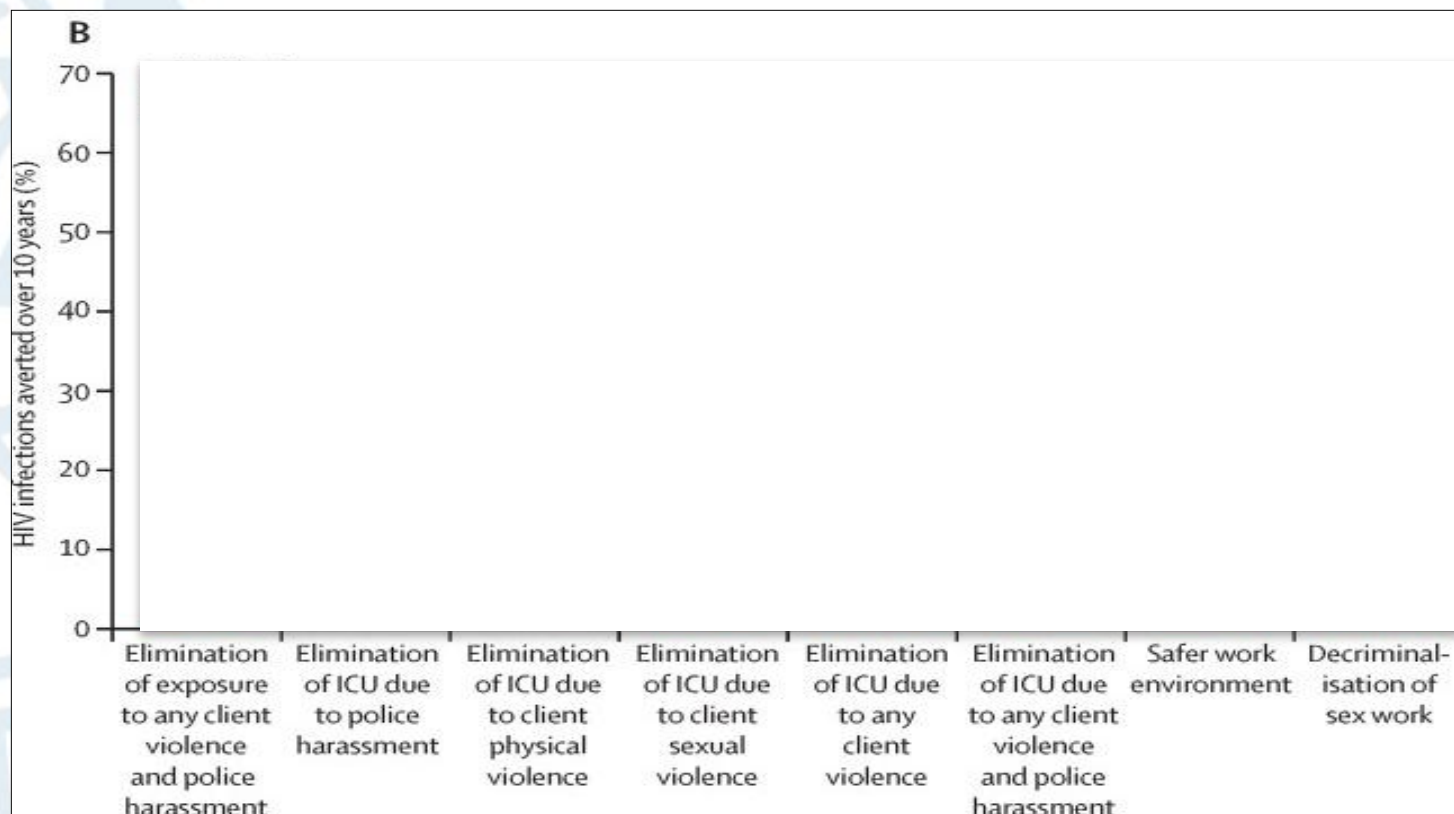 B
HIV infections averted over 10 years (%)
70
60
50
40
30
20
10
0
Elimination
of exposure
to any client
violence
and police
harassment
Elimination
of ICU due
to police
harassment
Elimination
of ICU due
to client
physical
violence
Elimination
of ICU due
to client
sexual
violence
Elimination
of ICU due
to any
client
violence
Elimination
of ICU due
to any client
violence
and police
harassment
Safer work
environment
Decriminal-
isation of
sex work